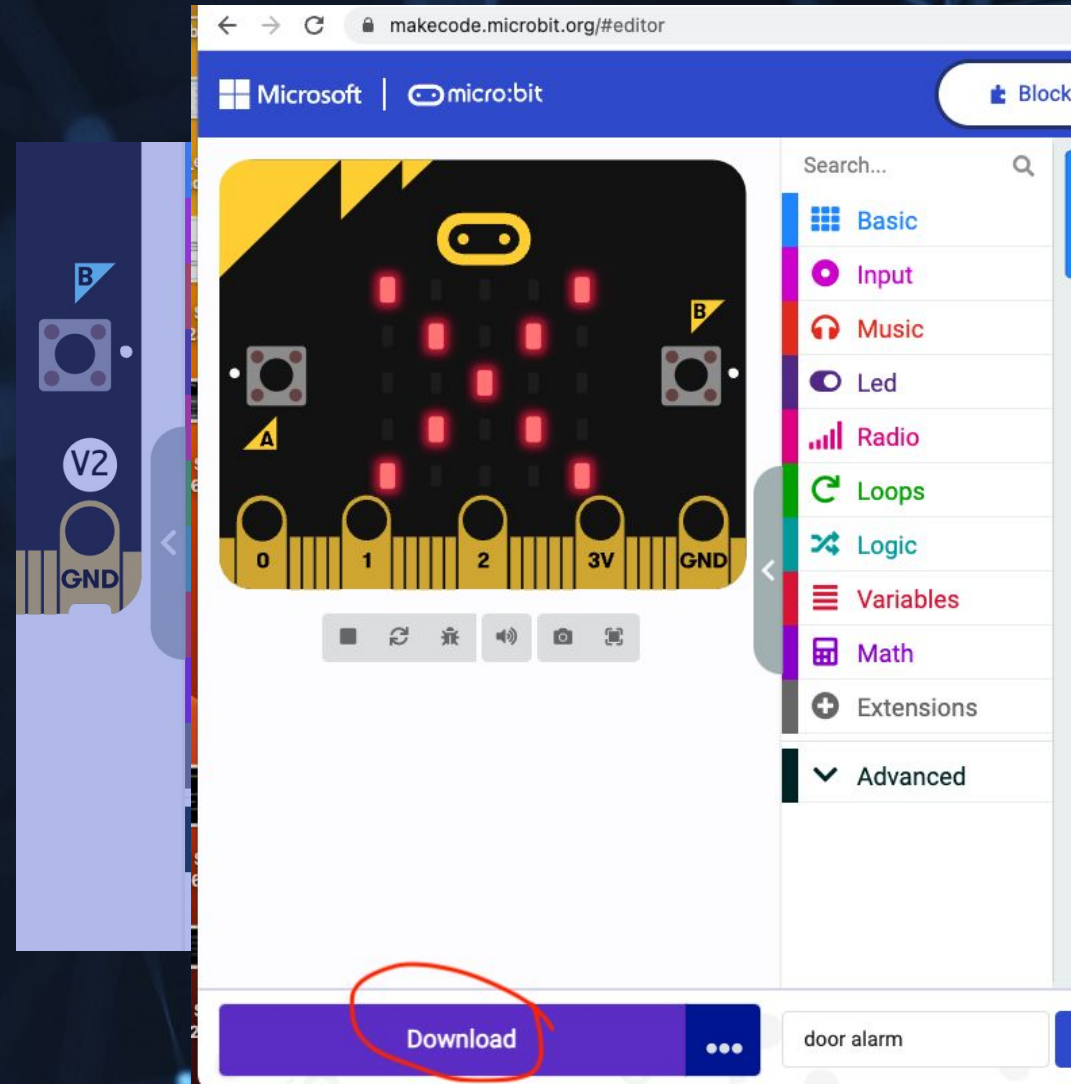 makecode.microbit.org/#editor
Microsoft | micro:bit
Block
Search...
Basic
Input
Music
Led
Radio
Loops
Logic
Variables
Math
Extensions
Advanced
B
A
0 1 2 3V GND
B
V2
GND
Download
door alarm